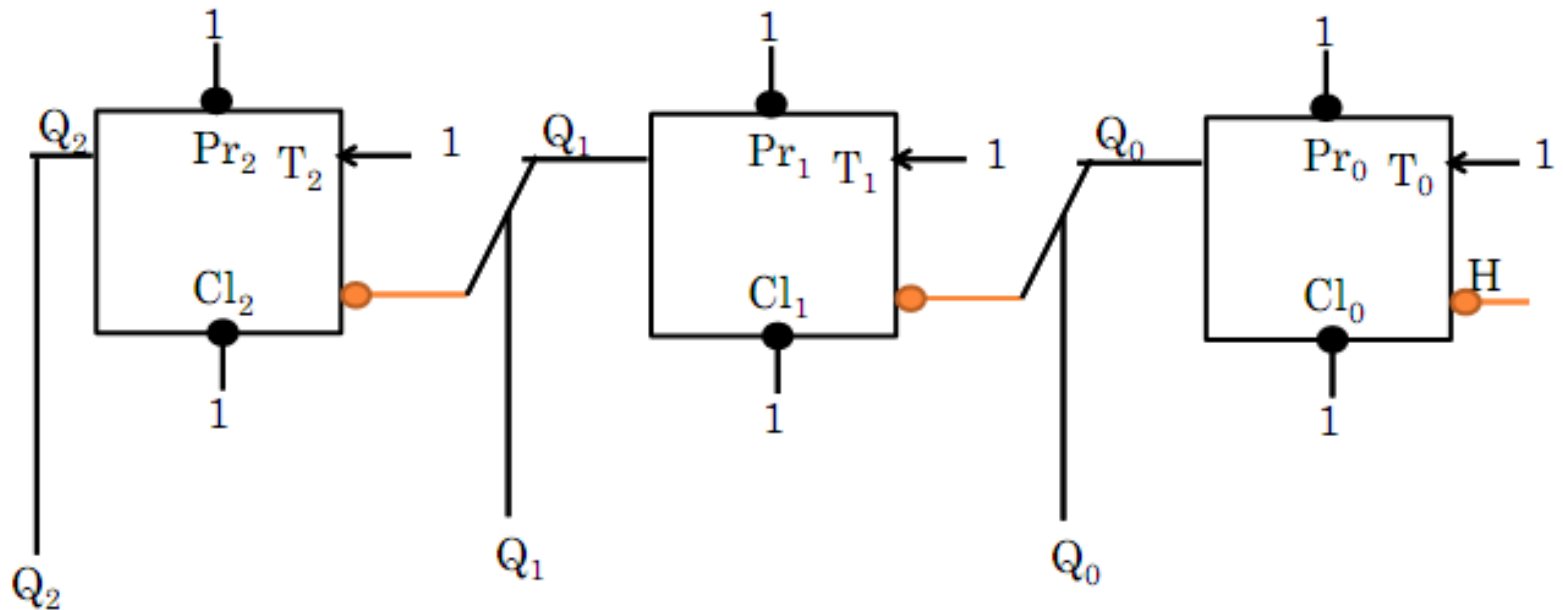 1 1 1
Q₂ Pr₂ T₂ 1 Q₁ Pr₁ T₁ 1 Q₀ Pr₀ T₀ 1
Cl₂ Cl₁ Cl₀ H
1 1 1
Q₂ Q₁ Q₀